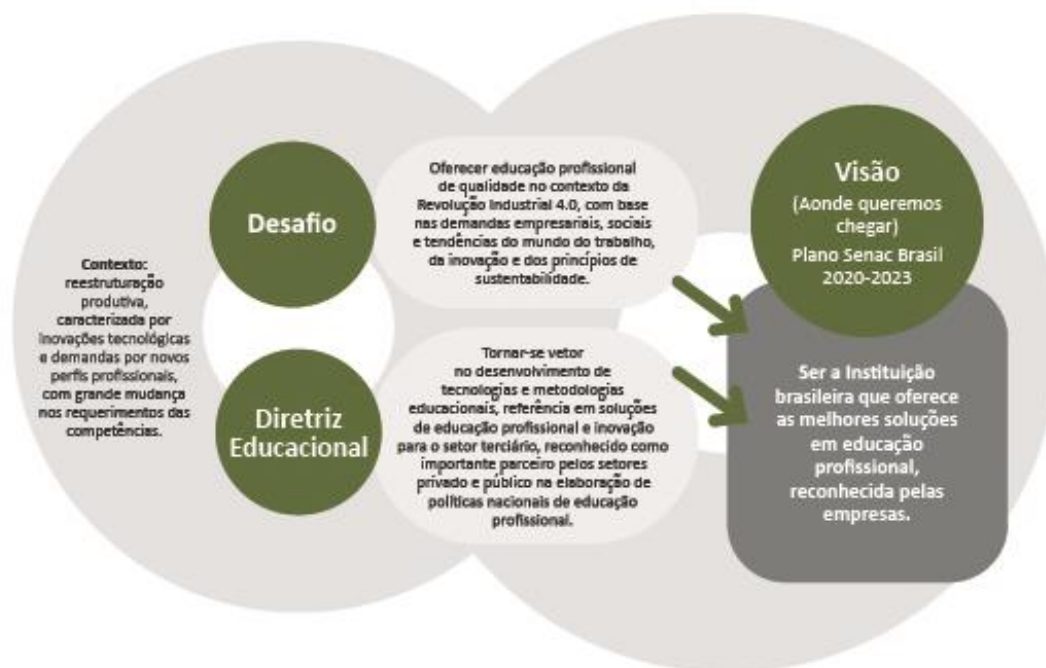 Contexto:
reestruturação
produtiva,
caracterizada por
inovações tecnológicas
e demandas por novos
perfis profissionais,
com grande mudança
nos requerimentos das
competências.
Desafio
Oferecer educação profissional
de qualidade no contexto da
Revolução Industrial 4.0, com base
nas demandas empresariais, sociais
e tendências do mundo do trabalho,
da inovação e dos princípios de
sustentabilidade.
Diretriz
Educacional
Tornar-se vetor
no desenvolvimento de
tecnologias e metodologias
educacionais, referência em soluções
de educação profissional e inovação
para o setor terciário, reconhecido como
importante parceiro pelos setores
privado e público na elaboração de
políticas nacionais de educação
profissional.
Visão
(Aonde queremos
chegar)
Plano Senac Brasil
2020-2023
Ser a Instituição
brasileira que oferece
as melhores soluções
em educação
profissional,
reconhecida pelas
empresas.